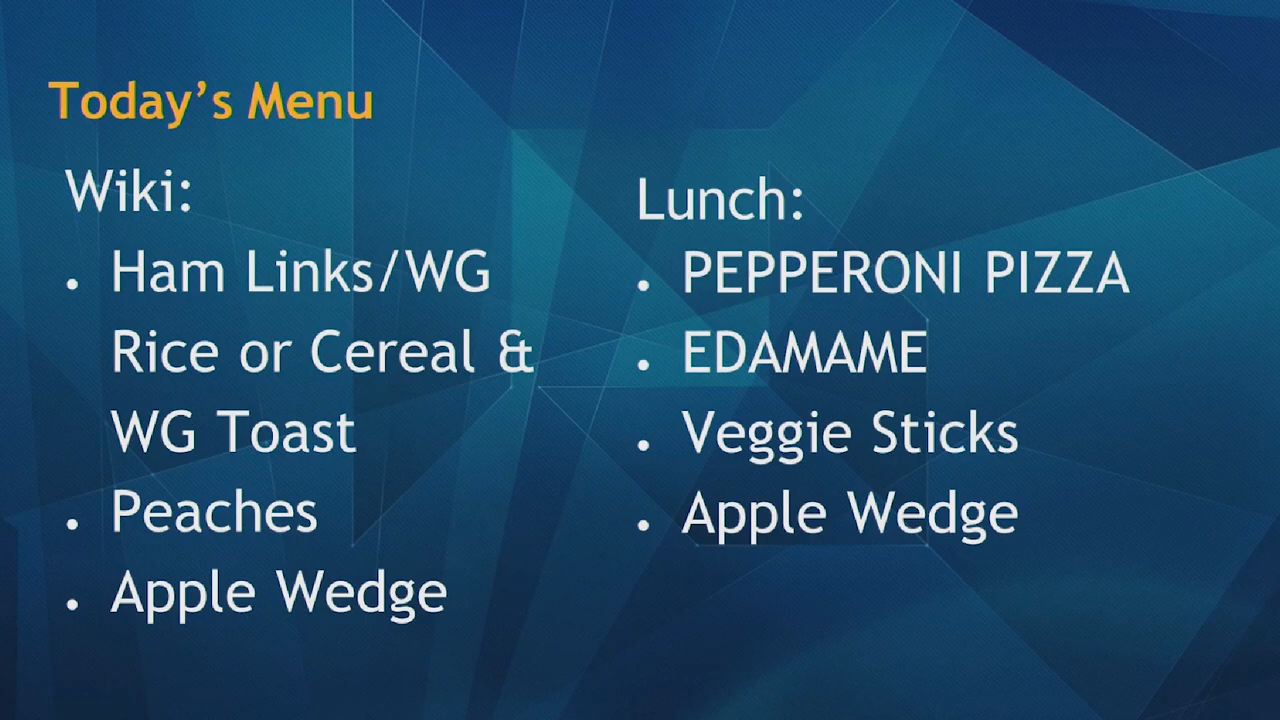 Today’s Menu
Wiki:
. Ham Links/WG
Rice or Cereal &
WG Toast
. Peaches
. Apple Wedge
Lunch:
. PEPPERONI PIZZA
. EDAMAME
. Veggie Sticks
. Apple Wedge